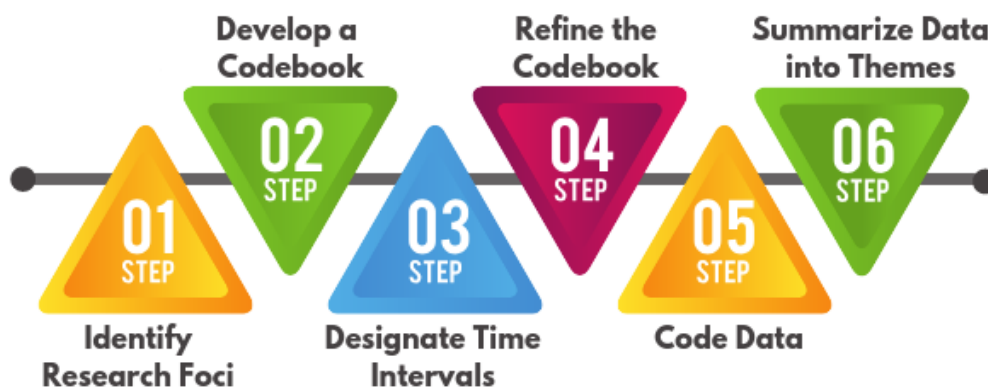 01
STEP
Identify
Research Foci
Develop a
Codebook
02
STEP
03
STEP
Designate Time
Intervals
Refine the
Codebook
04
STEP
05
STEP
Code Data
Summarize Data
into Themes
06
STEP